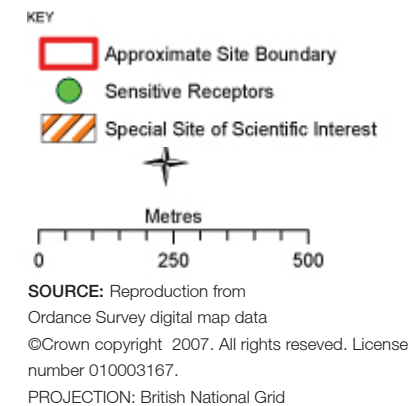 KEY
Approximate Site Boundary
Sensitive Receptors
Special Site of Scientific Interest
Metres
0 250 500
SOURCE: Reproduction from
Ordance Survey digital map data
©Crown copyright 2007. All rights reseved. License
number 010003167.
PROJECTION: British National Grid